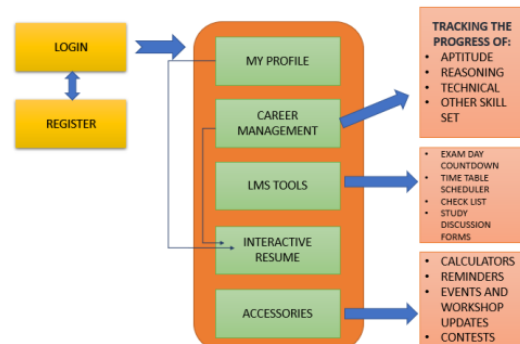 LOGIN
REGISTER
MY PROFILE
CAREER
MANAGEMENT
LMS TOOLS
INTERACTIVE
RESUME
ACCESSORIES
TRACKING THE
PROGRESS OF:
• APTITUDE
• REASONING
• TECHNICAL
• OTHER SKILL
SET
• EXAM DAY
COUNTDOWN
• TIME TABLE
SCHEDULER
• CHECK LIST
• STUDY
DISCUSSION
FORMS
• CALCULATORS
• REMINDERS
• EVENTS AND
WORKSHOP
UPDATES
• CONTESTS